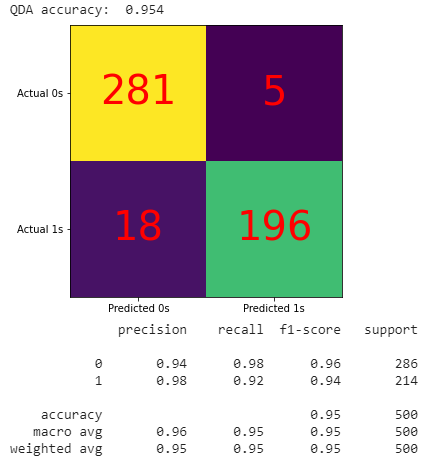 QDA accuracy:  0.954
281 5
Actual 0s
18 196
Actual 1s
Predicted 0s Predicted 1s
precision recall f1-score support
0 0.94 0.98 0.96 286
1 0.98 0.92 0.94 214
accuracy 0.95 500
macro avg 0.96 0.95 0.95 500
weighted avg 0.95 0.95 0.95 500